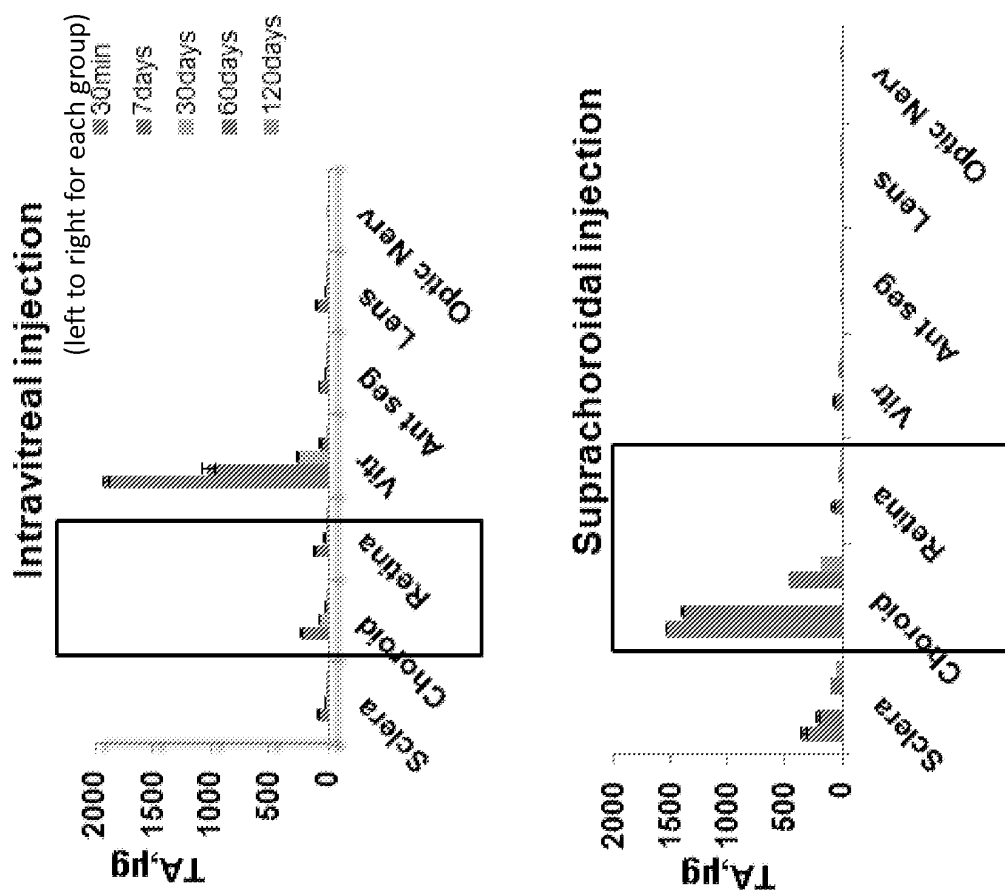 Intravitreal injection
(left to right for each group)
30min
7days
30days
60days
120days
TA,µg
2000
1500
1000
500
0
Sclera
Choroid
Retina
Vitr
Ant seg
Lens
Optic Nerv
Suprachoroidal injection
TA,µg
2000
1500
1000
500
0
Sclera
Choroid
Retina
Vitr
Ant seg
Lens
Optic Nerv